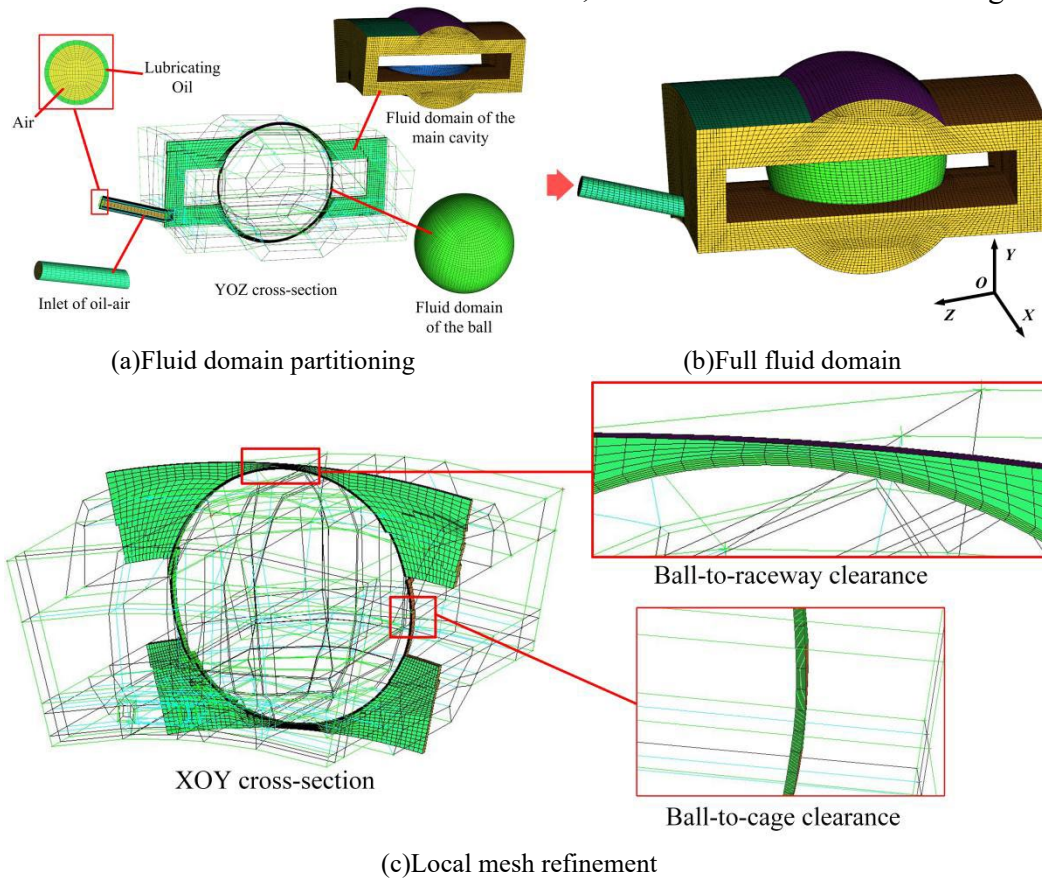 Lubricating
Oil
Air
Fluid domain of the
main cavity
Inlet of oil-air
YOZ cross-section
Fluid domain
of the ball
Y
O
Z
X
(a)Fluid domain partitioning
(b)Full fluid domain
Ball-to-raceway clearance
XOY cross-section
Ball-to-cage clearance
(c)Local mesh refinement